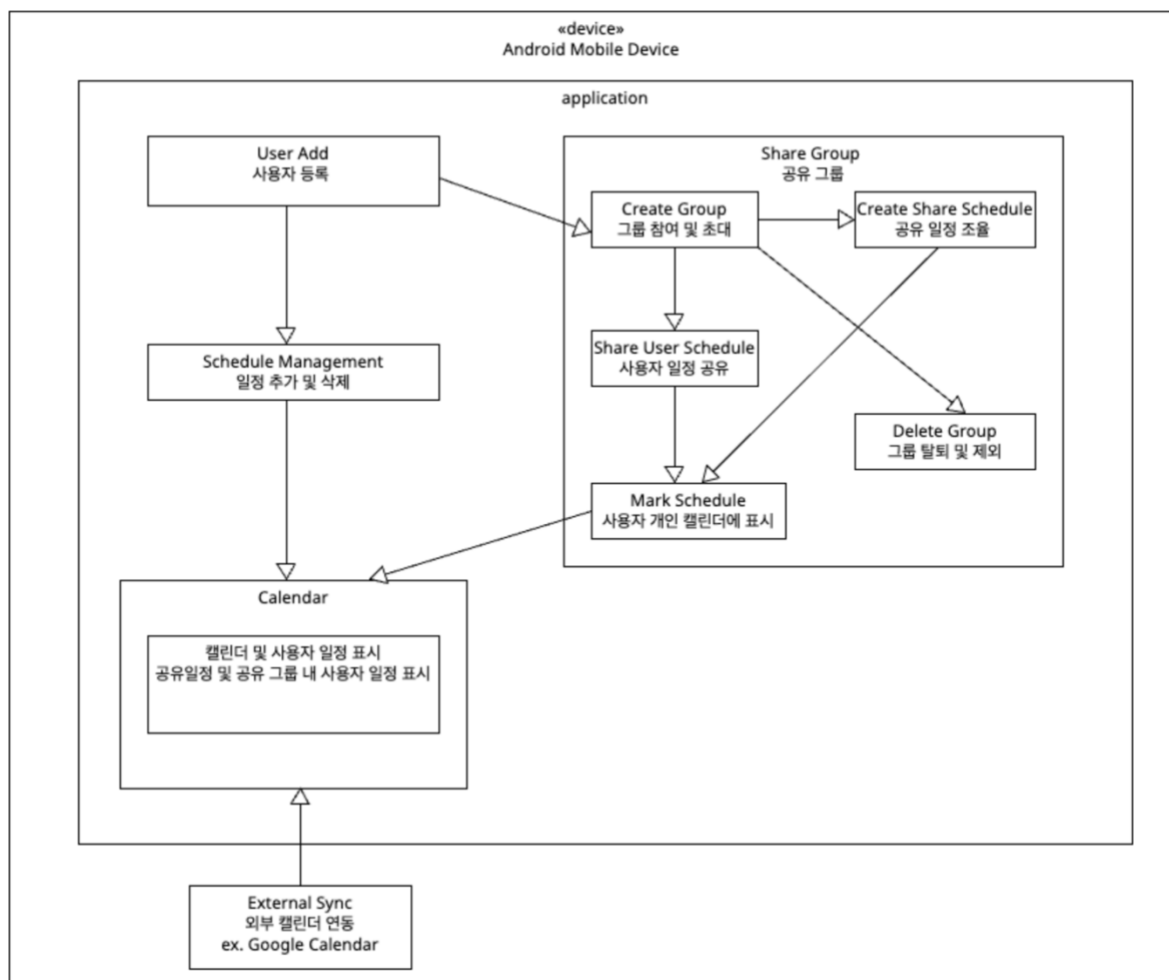 «device»
Android Mobile Device
application
User Add
사용자 등록
Share Group
공유 그룹
Create Group
그룹 참여 및 초대
Create Share Schedule
공유 일정 조율
Schedule Management
일정 추가 및 삭제
Share User Schedule
사용자 일정 공유
Delete Group
그룹 탈퇴 및 제외
Mark Schedule
사용자 개인 캘린더에 표시
Calendar
캘린더 및 사용자 일정 표시
공유일정 및 공유 그룹 내 사용자 일정 표시
External Sync
외부 캘린더 연동
ex. Google Calendar